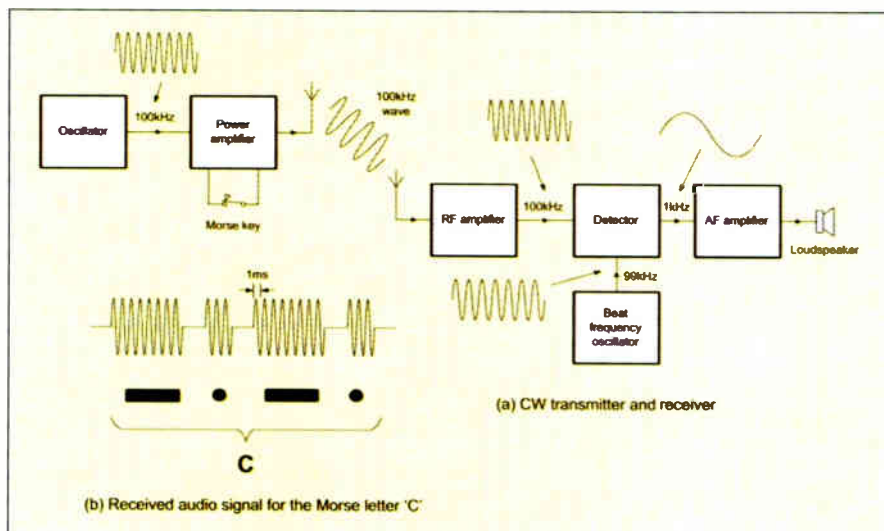 Oscillator
100kHz
Power
amplifier
Morse key
100kHz
wave
RF amplifier
100kHz
Detector
1kHz
AF amplifier
Loudspeaker
99kHz
Beat
frequency
oscillator
(a) CW transmitter and receiver
1ms
C
(b) Received audio signal for the Morse letter 'C'